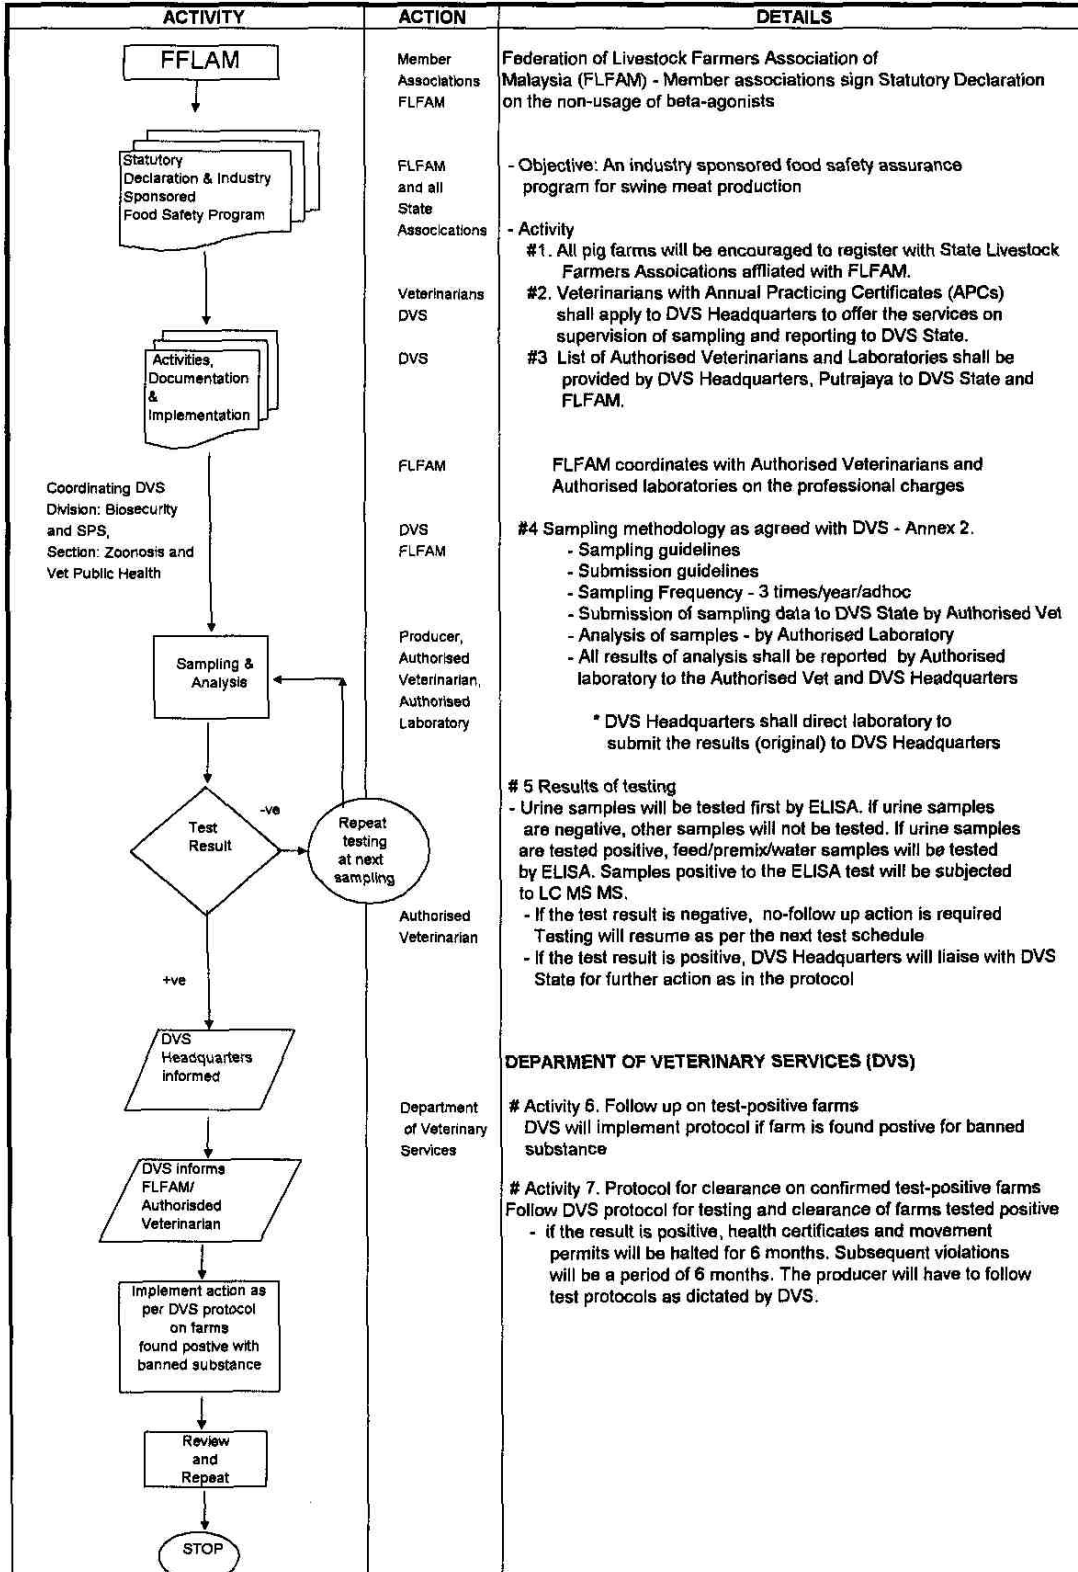 ACTIVITY
ACTION
DETAILS
FFLAM
Member
Associations
FLFAM
Federation of Livestock Farmers Association of
Malaysia (FLFAM) - Member associations sign Statutory Declaration
on the non-usage of beta-agonists
Statutory
Declaration & Industry
Sponsored
Food Safety Program
FLFAM
and all
State
Assocications
- Objective: An industry sponsored food safety assurance
program for swine meat production
- Activity
#1. All pig farms will be encouraged to register with State Livestock
Farmers Assoications affliated with FLFAM.
Veterinarians
DVS
#2. Veterinarians with Annual Practicing Certificates (APCs)
shall apply to DVS Headquarters to offer the services on
supervision of sampling and reporting to DVS State.
Activities,
Documentation
&
Implementation
DVS
#3 List of Authorised Veterinarians and Laboratories shall be
provided by DVS Headquarters, Putrajaya to DVS State and
FLFAM.
FLFAM
FLFAM coordinates with Authorised Veterinarians and
Authorised laboratories on the professional charges
Coordinating DVS
Division: Biosecurity
and SPS,
Section: Zoonosis and
Vet Public Health
DVS
FLFAM
#4 Sampling methodology as agreed with DVS - Annex 2.
- Sampling guidelines
- Submission guidelines
- Sampling Frequency - 3 times/year/adhoc
- Submission of sampling data to DVS State by Authorised Vet
- Analysis of samples - by Authorised Laboratory
- All results of analysis shall be reported by Authorised
laboratory to the Authorised Vet and DVS Headquarters
Sampling &
Analysis
Producer,
Authorised
Veterinarian,
Authorised
Laboratory
* DVS Headquarters shall direct laboratory to
submit the results (original) to DVS Headquarters
Test
Result
-ve
Repeat
testing
at next
sampling
# 5 Results of testing
- Urine samples will be tested first by ELISA. If urine samples
are negative, other samples will not be tested. If urine samples
are tested positive, feed/premix/water samples will be tested
by ELISA. Samples positive to the ELISA test will be subjected
to LC MS MS.
Authorised
Veterinarian
- If the test result is negative, no-follow up action is required
Testing will resume as per the next test schedule
- If the test result is positive, DVS Headquarters will liaise with DVS
State for further action as in the protocol
+ve
DVS
Headquarters
informed
DEPARMENT OF VETERINARY SERVICES (DVS)
Department
of Veterinary
Services
# Activity 6. Follow up on test-positive farms
DVS will implement protocol if farm is found postive for banned
substance
DVS informs
FLFAM/
Authorisded
Veterinarian
# Activity 7. Protocol for clearance on confirmed test-positive farms
Follow DVS protocol for testing and clearance of farms tested positive
- if the result is positive, health certificates and movement
permits will be halted for 6 months. Subsequent violations
will be a period of 6 months. The producer will have to follow
test protocols as dictated by DVS.
Implement action as
per DVS protocol
on farms
found postive with
banned substance
Review
and
Repeat
STOP